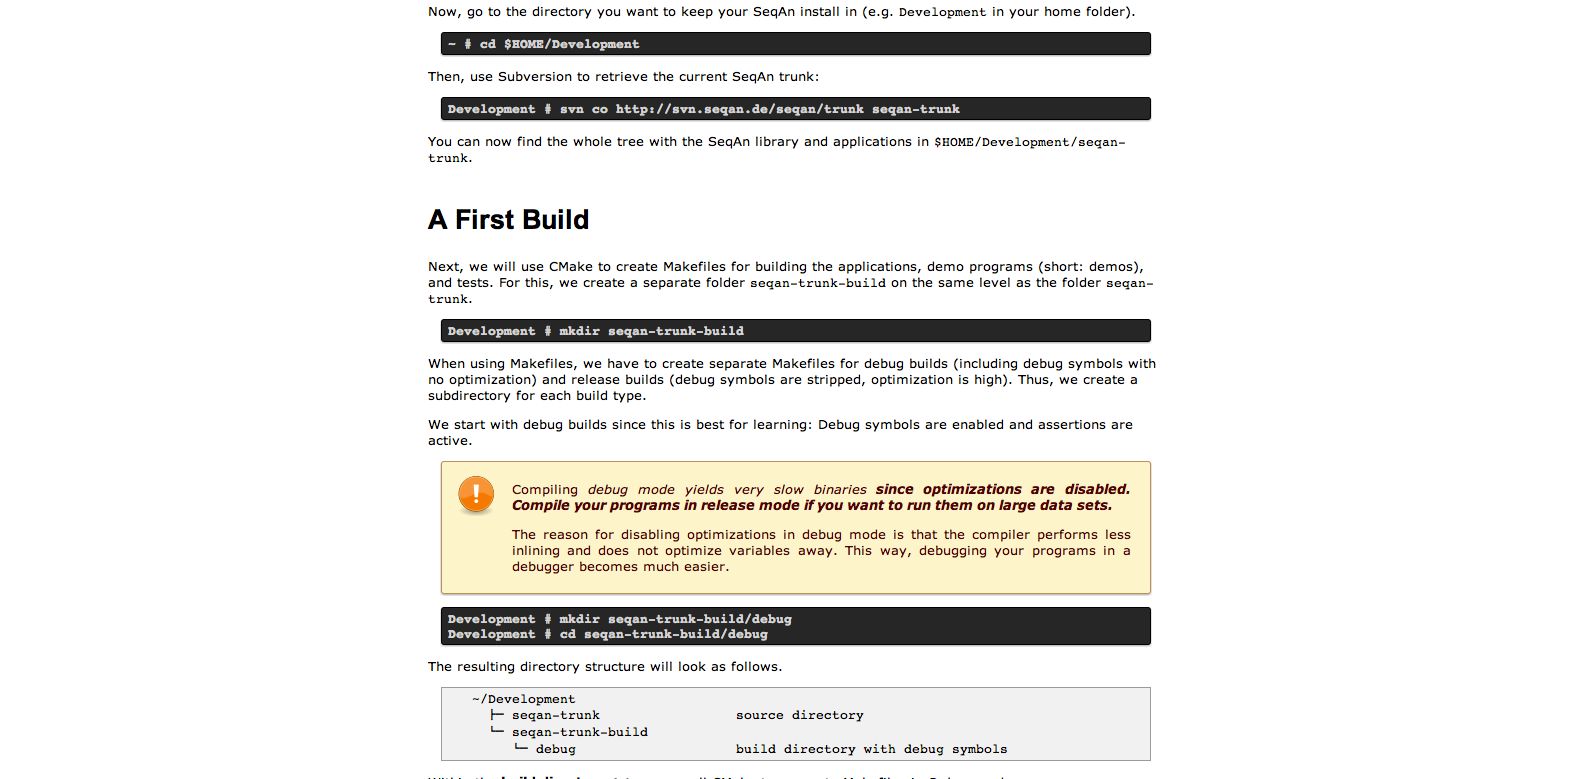 Now, go to the directory you want to keep your SeqAn install in (e.g. Development in your home folder).
~ # cd $HOME/Development
Then, use Subversion to retrieve the current SeqAn trunk:
Development # svn co http://svn.seqan.de/seqan/trunk seqan-trunk
You can now find the whole tree with the SeqAn library and applications in $HOME/Development/seqan-
trunk.
A First Build
Next, we will use CMake to create Makefiles for building the applications, demo programs (short: demos),
and tests. For this, we create a separate folder seqan-trunk-build on the same level as the folder seqan-
trunk.
Development # mkdir seqan-trunk-build
When using Makefiles, we have to create separate Makefiles for debug builds (including debug symbols with
no optimization) and release builds (debug symbols are stripped, optimization is high). Thus, we create a
subdirectory for each build type.
We start with debug builds since this is best for learning: Debug symbols are enabled and assertions are
active.
Compiling debug mode yields very slow binaries since optimizations are disabled.
Compile your programs in release mode if you want to run them on large data sets.
The reason for disabling optimizations in debug mode is that the compiler performs less
inlining and does not optimize variables away. This way, debugging your programs in a
debugger becomes much easier.
Development # mkdir seqan-trunk-build/debug
Development # cd seqan-trunk-build/debug
The resulting directory structure will look as follows.
~/Development
├─ seqan-trunk source directory
└─ seqan-trunk-build
└─ debug build directory with debug symbols